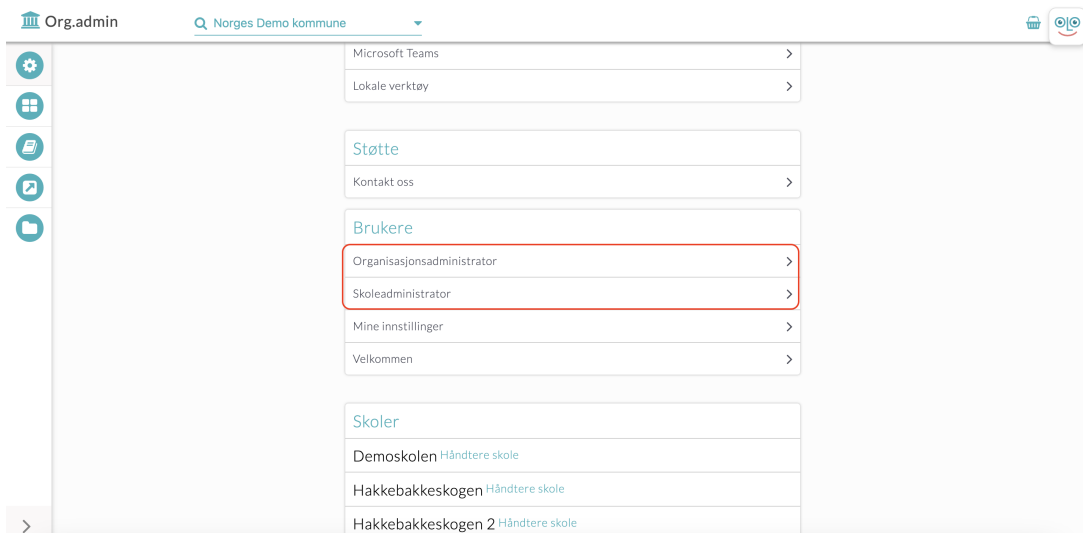 Org.admin
Norges Demo kommune
Microsoft Teams
Lokale verktøy
Støtte
Kontakt oss
Brukere
Organisasjonsadministrator
Skoleadministrator
Mine innstillinger
Velkommen
Skoler
Demoskolen Håndtere skole
Hakkebakkeskogen Håndtere skole
Hakkebakkeskogen 2 Håndtere skole